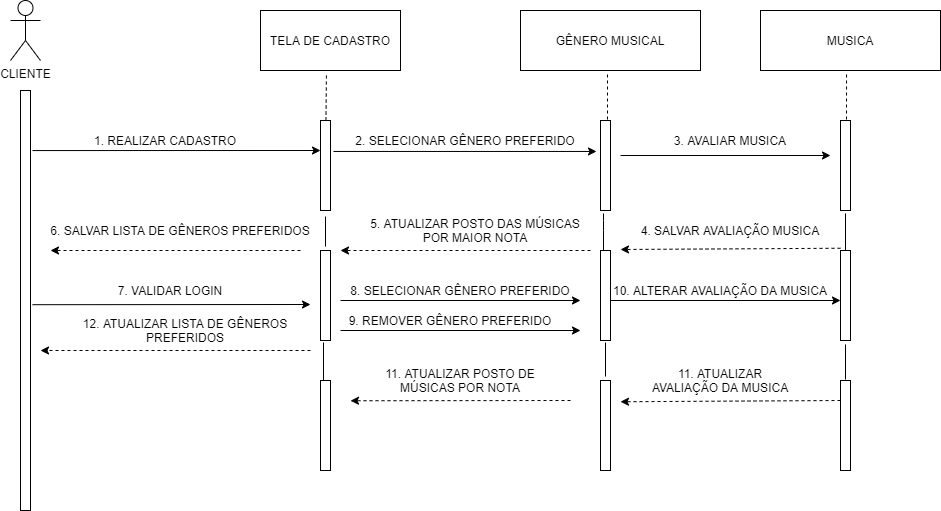 TELA DE CADASTRO
GÊNERO MUSICAL
MUSICA
CLIENTE
1. REALIZAR CADASTRO
2. SELECIONAR GÊNERO PREFERIDO
3. AVALIAR MUSICA
6. SALVAR LISTA DE GÊNEROS PREFERIDOS
5. ATUALIZAR POSTO DAS MÚSICAS
POR MAIOR NOTA
4. SALVAR AVALIAÇÃO MUSICA
7. VALIDAR LOGIN
8. SELECIONAR GÊNERO PREFERIDO
10. ALTERAR AVALIAÇÃO DA MUSICA
12. ATUALIZAR LISTA DE GÊNEROS
PREFERIDOS
9. REMOVER GÊNERO PREFERIDO
11. ATUALIZAR POSTO DE
MÚSICAS POR NOTA
11. ATUALIZAR
AVALIAÇÃO DA MUSICA